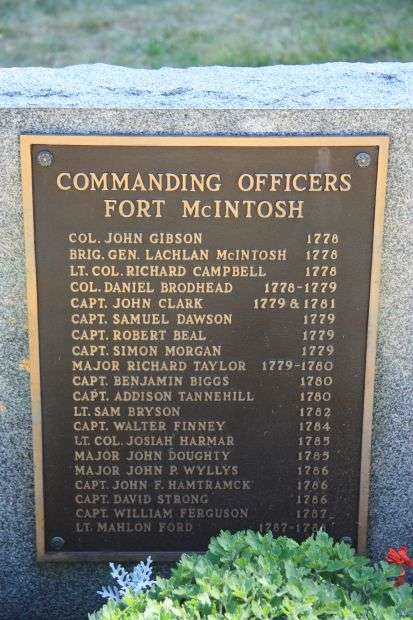 COMMANDING OFFICERS
FORT McINTOSH
COL. JOHN GIBSON 1778
BRIG. GEN. LACHLAN McINTOSH 1778
LT. COL. RICHARD CAMPBELL 1778
COL. DANIEL BRODHEAD 1778-1779
CAPT. JOHN CLARK 1779 & 1781
CAPT. SAMUEL DAWSON 1779
CAPT. ROBERT BEAL 1779
CAPT. SIMON MORGAN 1779
MAJOR RICHARD TAYLOR 1779-1780
CAPT. BENJAMIN BIGGS 1780
CAPT. ADDISON TANNEHILL 1780
LT. SAM BRYSON 1782
CAPT. WALTER FINNEY 1784
LT. COL. JOSIAH HARMAR 1785
MAJOR JOHN DOUGHTY 1785
MAJOR JOHN P. WYLLYS 1786
CAPT. JOHN F. HAMTRAMCK 1786
CAPT. DAVID STRONG 1786
CAPT. WILLIAM FERGUSON 1787
LT. MAHLON FORD